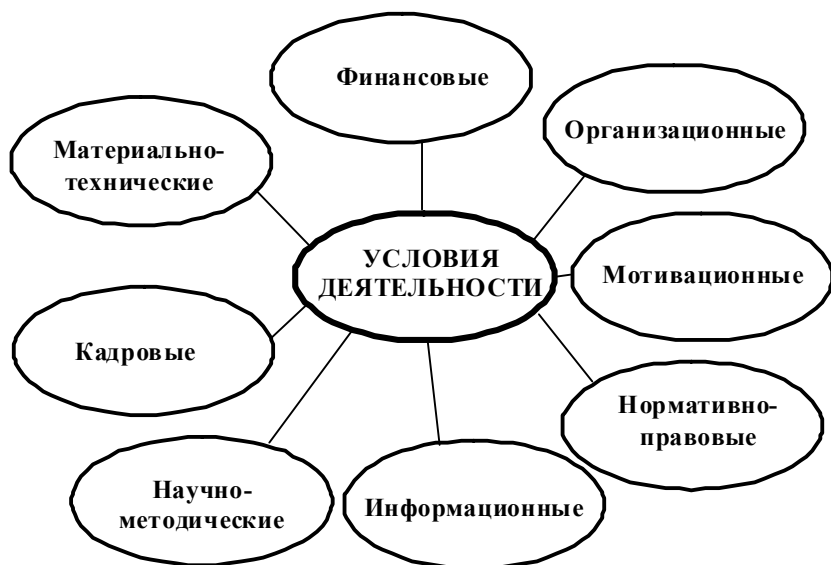 Финансовые
Организационные
Материально-
технические
УСЛОВИЯ
ДЕЯТЕЛЬНОСТИ
Мотивационные
Кадровые
Нормативно-
правовые
Научно-
методические
Информационные